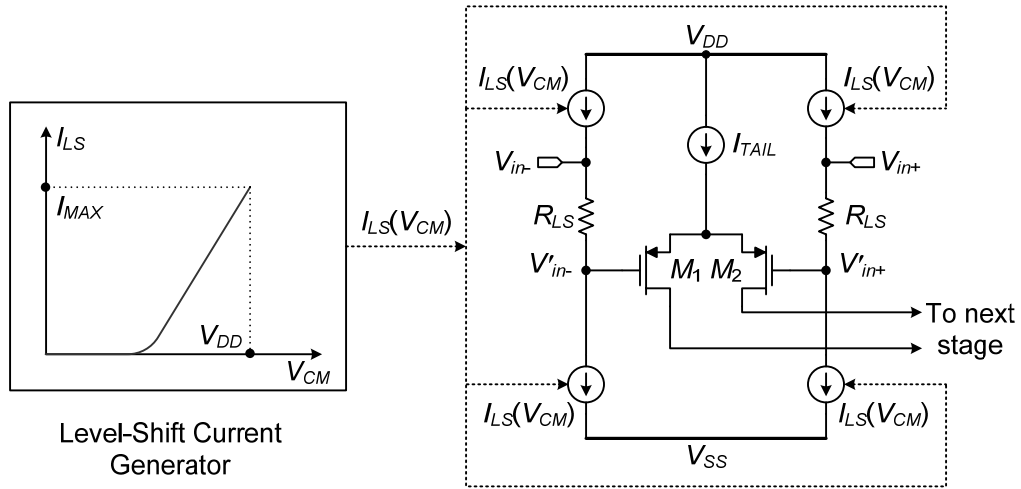 I_LS
I_MAX
V_DD
V_CM
Level-Shift Current
Generator
I_LS(V_CM)
V_DD
I_LS(V_CM)
I_LS(V_CM)
I_TAIL
V_in-
V_in+
R_LS
R_LS
V'_in-
M_1
M_2
V'_in+
To next
stage
I_LS(V_CM)
I_LS(V_CM)
V_SS